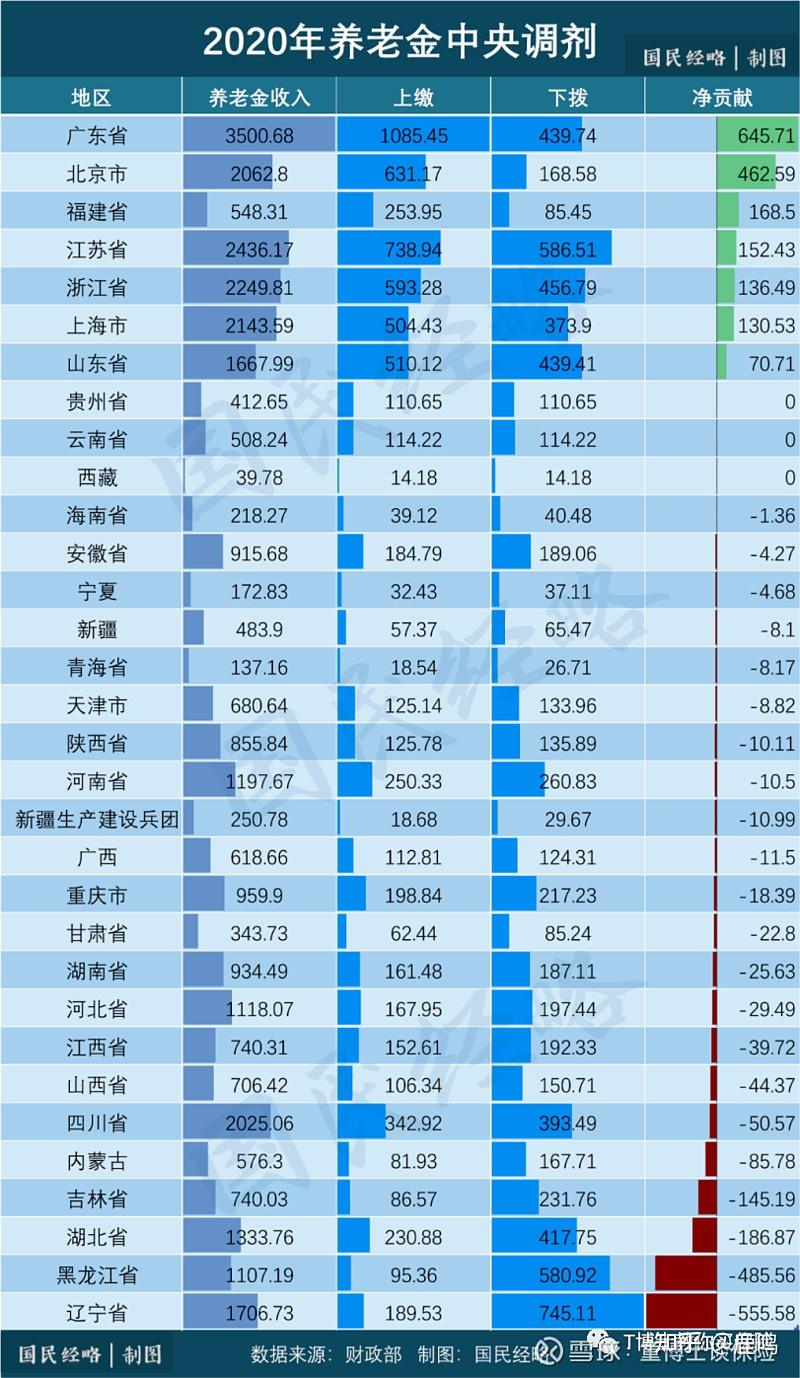 2020年养老金中央调剂
国民经略 | 制图
地区 养老金收入 上缴 下拨 净贡献
广东省 3500.68 1085.45 439.74 645.71
北京市 2062.8 631.17 168.58 462.59
福建省 548.31 253.95 85.45 168.5
江苏省 2436.17 738.94 586.51 152.43
浙江省 2249.81 593.28 456.79 136.49
上海市 2143.59 504.43 373.9 130.53
山东省 1667.99 510.12 439.41 70.71
贵州省 412.65 110.65 110.65 0
云南省 508.24 114.22 114.22 0
西藏 39.78 14.18 14.18 0
海南省 218.27 39.12 40.48 -1.36
安徽省 915.68 184.79 189.06 -4.27
宁夏 172.83 32.43 37.11 -4.68
新疆 483.9 57.37 65.47 -8.1
青海省 137.16 18.54 26.71 -8.17
天津市 680.64 125.14 133.96 -8.82
陕西省 855.84 125.78 135.89 -10.11
河南省 1197.67 250.33 260.83 -10.5
新疆生产建设兵团 250.78 18.68 29.67 -10.99
广西 618.66 112.81 124.31 -11.5
重庆市 959.9 198.84 217.23 -18.39
甘肃省 343.73 62.44 85.24 -22.8
湖南省 934.49 161.48 187.11 -25.63
河北省 1118.07 167.95 197.44 -29.49
江西省 740.31 152.61 192.33 -39.72
山西省 706.42 106.34 150.71 -44.37
四川省 2025.06 342.92 393.49 -50.57
内蒙古 576.3 81.93 167.71 -85.78
吉林省 740.03 86.57 231.76 -145.19
湖北省 1333.76 230.88 417.75 -186.87
黑龙江省 1107.19 95.36 580.92 -485.56
辽宁省 1706.73 189.53 745.11 -555.58
国民经略 | 制图
数据来源：财政部 制图：国民经略
雪球
国民经略
国民经略
国民经略